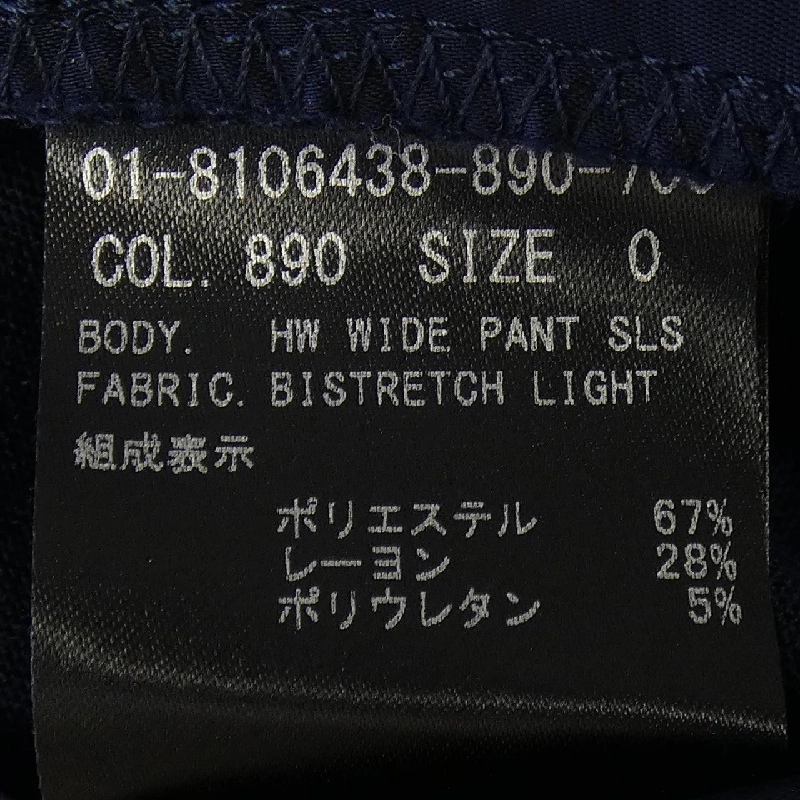 01-8106438-890-
COL. 890 SIZE 0
BODY. HW WIDE PANT SLS
FABRIC. BISTRETCH LIGHT
組成表示
ポリエステル 67%
レーヨン 28%
ポリウレタン 5%